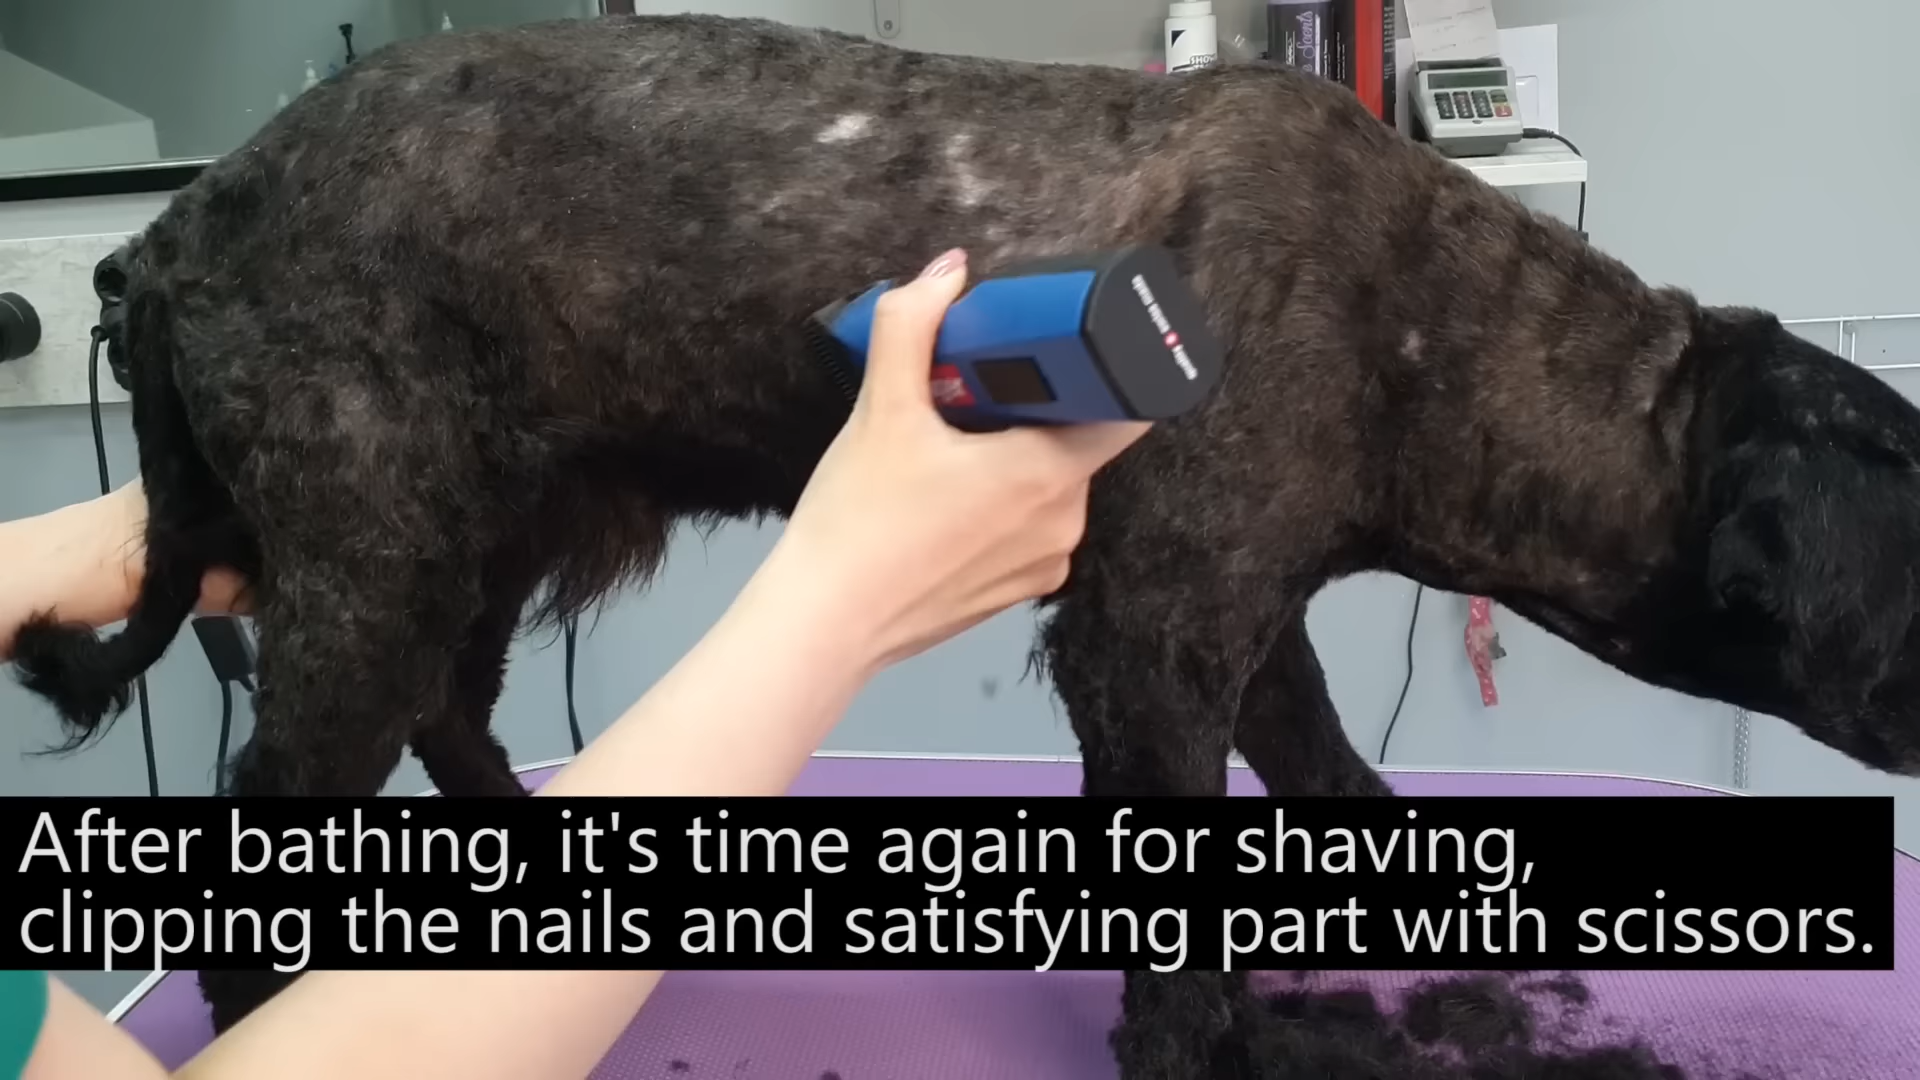 After bathing, it's time again for shaving,
clipping the nails and satisfying part with scissors.